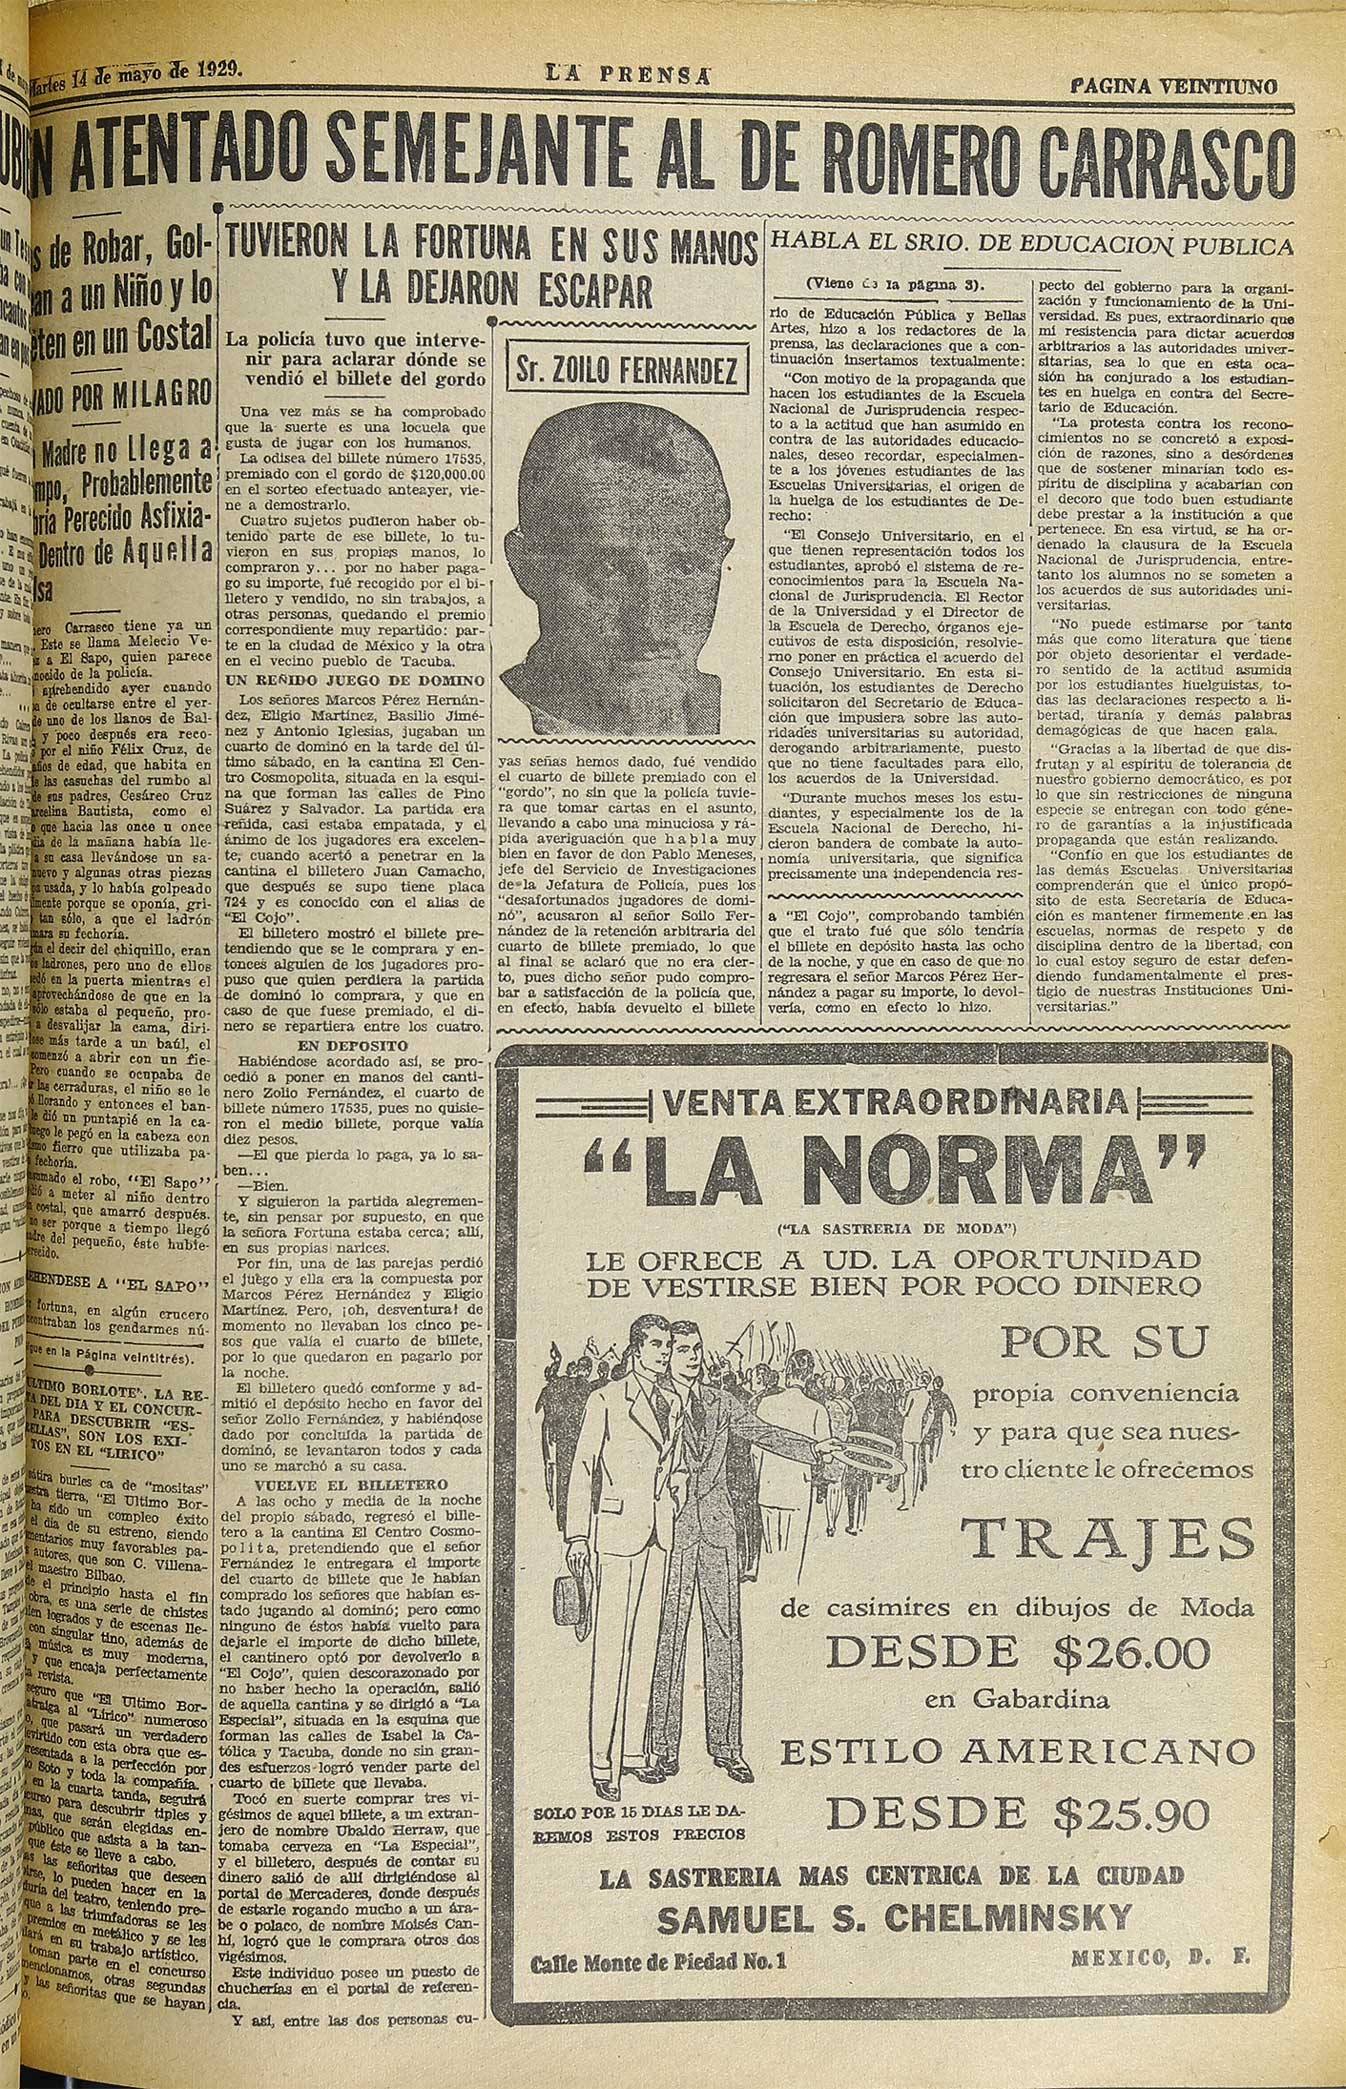 Martes 14 de mayo de 1929.
LA PRENSA
PAGINA VEINTIUNO
N ATENTADO SEMEJANTE AL DE ROMERO CARRASCO
s de Robar, Gol-
an a un Niño y lo
ten en un Costal
ADO POR MILAGRO
Madre no Llega a
mpo, Probablemente
ría Perecido Asfixia-
Dentro de Aquella
lsa
ero Carrasco tiene ya un
Este se llama Melecio Ve-
a El Sapo, quien parece
nocido de la policía.
aprehendido ayer cuando
a de ocultarse entre el yer-
de uno de los llanos de Bal-
y poco después era reco-
por el niño Félix Cruz, de
años de edad, que habita en
las casuchas del rumbo al
de sus padres, Cesáreo Cruz
arcelina Bautista, como el
o que hacia las once u once
dia de la mañana había lle-
a su casa llevándose un sa-
nuevo y algunas otras piezas
a usada, y lo había golpeado
mente porque se oponía, gri-
tan sólo, a que el ladrón
mara su fechoría.
el decir del chiquillo, eran
ladrones, pero uno de ellos
dó en la puerta mientras el
aprovechándose de que en la
sólo estaba el pequeño, pro-
a desvalijar la cama, diri-
ose más tarde a un baúl, el
comenzó a abrir con un fie-
Pero cuando se ocupaba de
las cerraduras, el niño se le
llorando y entonces el ban-
le dió un puntapié en la ca-
luego le pegó en la cabeza con
ismo fierro que utilizaba pa-
fechoría.
mado el robo, "El Sapo"
dió a meter al niño dentro
costal, que amarró después.
no ser porque a tiempo llegó
adre del pequeño, éste hubie-
erecido.
EHENDESE A "EL SAPO"
fortuna, en algún crucero
contraban los gendarmes nú-
gue en la Página veintitrés).
ULTIMO BORLOTE", LA RE-
TA DEL DIA Y EL CONCUR-
PARA DESCUBRIR "ES-
ELLAS", SON LOS EXI-
TOS EN EL "LIRICO"
sátira burles ca de "mositas"
estra tierra, "El Ultimo Bor-
ha sido un compleo éxito
el día de su estreno, siendo
mentarios muy favorables pa-
autores, que son C. Villena-
el maestro Bilbao.
de el principio hasta el fin
obra, es una serie de chistes
ien logrados y de escenas lle-
con singular tino, además de
música es muy moderna,
y que encaja perfectamente
la revista.
seguro que "El Ultimo Bor-
atraiga al "Lírico" numeroso
o, que pasará un verdadero
vertido con esta obra que es-
resentada a la perfección por
o Soto y toda la compañía.
en la cuarta tanda, seguirá
curso para descubrir tiples y
nas, que serán elegidas en-
público que asista a la tan-
que éste se lleve a cabo.
as las señoritas que deseen
irse, lo pueden hacer en la
duría del teatro, teniendo pre-
que a las triunfadoras se les
premios en metálico y se les
ará en su trabajo artístico.
toman parte en el concurso
mencionamos, otras segundas
y las señoritas que se hayan
TUVIERON LA FORTUNA EN SUS MANOS
Y LA DEJARON ESCAPAR
La policía tuvo que interve-
nir para aclarar dónde se
vendió el billete del gordo
Una vez más se ha comprobado
que la suerte es una locuela que
gusta de jugar con los humanos.
La odisea del billete número 17535,
premiado con el gordo de $120,000.00
en el sorteo efectuado anteayer, vie-
ne a demostrarlo.
Cuatro sujetos pudieron haber ob-
tenido parte de ese billete, lo tu-
vieron en sus propias manos, lo
compraron y... por no haber paga-
go su importe, fué recogido por el bi-
lletero y vendido, no sin trabajos, a
otras personas, quedando el premio
correspondiente muy repartido: par-
te en la ciudad de México y la otra
en el vecino pueblo de Tacuba.
UN REÑIDO JUEGO DE DOMINO
Los señores Marcos Pérez Hernán-
dez, Eligio Martínez, Basilio Jimé-
nez y Antonio Iglesias, jugaban un
cuarto de dominó en la tarde del úl-
timo sábado, en la cantina El Cen-
tro Cosmopolita, situada en la esqui-
na que forman las calles de Pino
Suárez y Salvador. La partida era
reñida, casi estaba empatada, y el
ánimo de los jugadores era excelen-
te, cuando acertó a penetrar en la
cantina el billetero Juan Camacho,
que después se supo tiene placa
724 y es conocido con el alias de
"El Cojo".
El billetero mostró el billete pre-
tendiendo que se le comprara y en-
tonces alguien de los jugadores pro-
puso que quien perdiera la partida
de dominó lo comprara, y que en
caso de que fuese premiado, el di-
nero se repartiera entre los cuatro.
EN DEPOSITO
Habiéndose acordado así, se pro-
cedió a poner en manos del canti-
nero Zolio Fernández, el cuarto de
billete número 17535, pues no quisie-
ron el medio billete, porque valía
diez pesos.
—El que pierda lo paga, ya lo sa-
ben...
—Bien.
Y siguieron la partida alegremen-
te, sin pensar por supuesto, en que
la señora Fortuna estaba cerca; allí,
en sus propias narices.
Por fin, una de las parejas perdió
el juego y ella era la compuesta por
Marcos Pérez Hernández y Eligio
Martínez. Pero, ¡oh, desventura! de
momento no llevaban los cinco pe-
sos que valía el cuarto de billete,
por lo que quedaron en pagarlo por
la noche.
El billetero quedó conforme y ad-
mitió el depósito hecho en favor del
señor Zolio Fernández, y habiéndose
dado por concluída la partida de
dominó, se levantaron todos y cada
uno se marchó a su casa.
VUELVE EL BILLETERO
A las ocho y media de la noche
del propio sábado, regresó el bille-
tero a la cantina El Centro Cosmo-
polita, pretendiendo que el señor
Fernández le entregara el importe
del cuarto de billete que le habían
comprado los señores que habían es-
tado jugando al dominó; pero como
ninguno de éstos había vuelto para
dejarle el importe de dicho billete,
el cantinero optó por devolverlo a
"El Cojo", quien descorazonado por
no haber hecho la operación, salió
de aquella cantina y se dirigió a "La
Especial", situada en la esquina que
forman las calles de Isabel la Ca-
tólica y Tacuba, donde no sin gran-
des esfuerzos logró vender parte del
cuarto de billete que llevaba.
Tocó en suerte comprar tres vi-
gésimos de aquel billete, a un extran-
jero de nombre Ubaldo Herraw, que
tomaba cerveza en "La Especial",
y el billetero, después de contar su
dinero salió de allí dirigiéndose al
portal de Mercaderes, donde después
de estarle rogando mucho a un ára-
be o polaco, de nombre Moisés Can-
hí, logró que le comprara otros dos
vigésimos.
Este individuo posee un puesto de
chucherías en el portal de referen-
cia.
Y así, entre las dos personas cu-
Sr. ZOILO FERNANDEZ
yas señas hemos dado, fué vendido
el cuarto de billete premiado con el
"gordo", no sin que la policía tuvie-
ra que tomar cartas en el asunto,
llevando a cabo una minuciosa y rá-
pida averiguación que habla muy
bien en favor de don Pablo Meneses,
jefe del Servicio de Investigaciones
de la Jefatura de Policía, pues los
"desafortunados jugadores de domi-
nó", acusaron al señor Soilo Fer-
nández de la retención arbitraria del
cuarto de billete premiado, lo que
al final se aclaró que no era cier-
to, pues dicho señor pudo compro-
bar a satisfacción de la policía que,
en efecto, había devuelto el billete
a "El Cojo", comprobando también
que el trato fué que sólo tendría
el billete en depósito hasta las ocho
de la noche, y que en caso de que no
regresara el señor Marcos Pérez Her-
nández a pagar su importe, lo devol-
vería, como en efecto lo hizo.
HABLA EL SRIO. DE EDUCACION PUBLICA
(Viene de la página 3).
rio de Educación Pública y Bellas
Artes, hizo a los redactores de la
prensa, las declaraciones que a con-
tinuación insertamos textualmente:
"Con motivo de la propaganda que
hacen los estudiantes de la Escuela
Nacional de Jurisprudencia respec-
to a la actitud que han asumido en
contra de las autoridades educacio-
nales, deseo recordar, especialmen-
te a los jóvenes estudiantes de las
Escuelas Universitarias, el origen de
la huelga de los estudiantes de De-
recho:
"El Consejo Universitario, en el
que tienen representación todos los
estudiantes, aprobó el sistema de re-
conocimientos para la Escuela Na-
cional de Jurisprudencia. El Rector
de la Universidad y el Director de
la Escuela de Derecho, órganos eje-
cutivos de esta disposición, resolvie-
rno poner en práctica el acuerdo del
Consejo Universitario. En esta si-
tuación, los estudiantes de Derecho
solicitaron del Secretario de Educa-
ción que impusiera sobre las auto-
ridades universitarias su autoridad,
derogando arbitrariamente, puesto
que no tiene facultades para ello,
los acuerdos de la Universidad.
"Durante muchos meses los estu-
diantes, y especialmente los de la
Escuela Nacional de Derecho, hi-
cieron bandera de combate la auto-
nomía universitaria, que significa
precisamente una independencia res-
pecto del gobierno para la organi-
zación y funcionamiento de la Uni-
versidad. Es pues, extraordinario que
mi resistencia para dictar acuerdos
arbitrarios a las autoridades univer-
sitarias, sea lo que en esta oca-
sión ha conjurado a los estudian-
tes en huelga en contra del Secre-
tario de Educación.
"La protesta contra los recono-
cimientos no se concretó a exposi-
ción de razones, sino a desórdenes
que de sostener minarían todo es-
píritu de disciplina y acabarían con
el decoro que todo buen estudiante
debe prestar a la institución a que
pertenece. En esa virtud, se ha or-
denado la clausura de la Escuela
Nacional de Jurisprudencia, entre-
tanto los alumnos no se someten a
los acuerdos de sus autoridades uni-
versitarias.
"No puede estimarse por tanto
más que como literatura que tiene
por objeto desorientar el verdade-
ro sentido de la actitud asumida
por los estudiantes huelguistas, to-
das las declaraciones respecto a li-
bertad, tiranía y demás palabras
demagógicas de que hacen gala.
"Gracias a la libertad de que dis-
frutan y al espíritu de tolerancia de
nuestro gobierno democrático, es por
lo que sin restricciones de ninguna
especie se entregan con todo géne-
ro de garantías a la injustificada
propaganda que están realizando.
"Confío en que los estudiantes de
las demás Escuelas Universitarias
comprenderán que el único propó-
sito de esta Secretaría de Educa-
ción es mantener firmemente en las
escuelas, normas de respeto y de
disciplina dentro de la libertad, con
lo cual estoy seguro de estar defen-
diendo fundamentalmente el pres-
tigio de nuestras Instituciones Uni-
versitarias."
VENTA EXTRAORDINARIA
"LA NORMA"
("LA SASTRERIA DE MODA")
LE OFRECE A UD. LA OPORTUNIDAD
DE VESTIRSE BIEN POR POCO DINERO
POR SU
propia conveniencia
y para que sea nues-
tro cliente le ofrecemos
TRAJES
de casimires en dibujos de Moda
DESDE $26.00
en Gabardina
ESTILO AMERICANO
DESDE $25.90
SOLO POR 15 DIAS LE DA-
REMOS ESTOS PRECIOS
LA SASTRERIA MAS CENTRICA DE LA CIUDAD
SAMUEL S. CHELMINSKY
Calle Monte de Piedad No. 1
MEXICO, D. F.